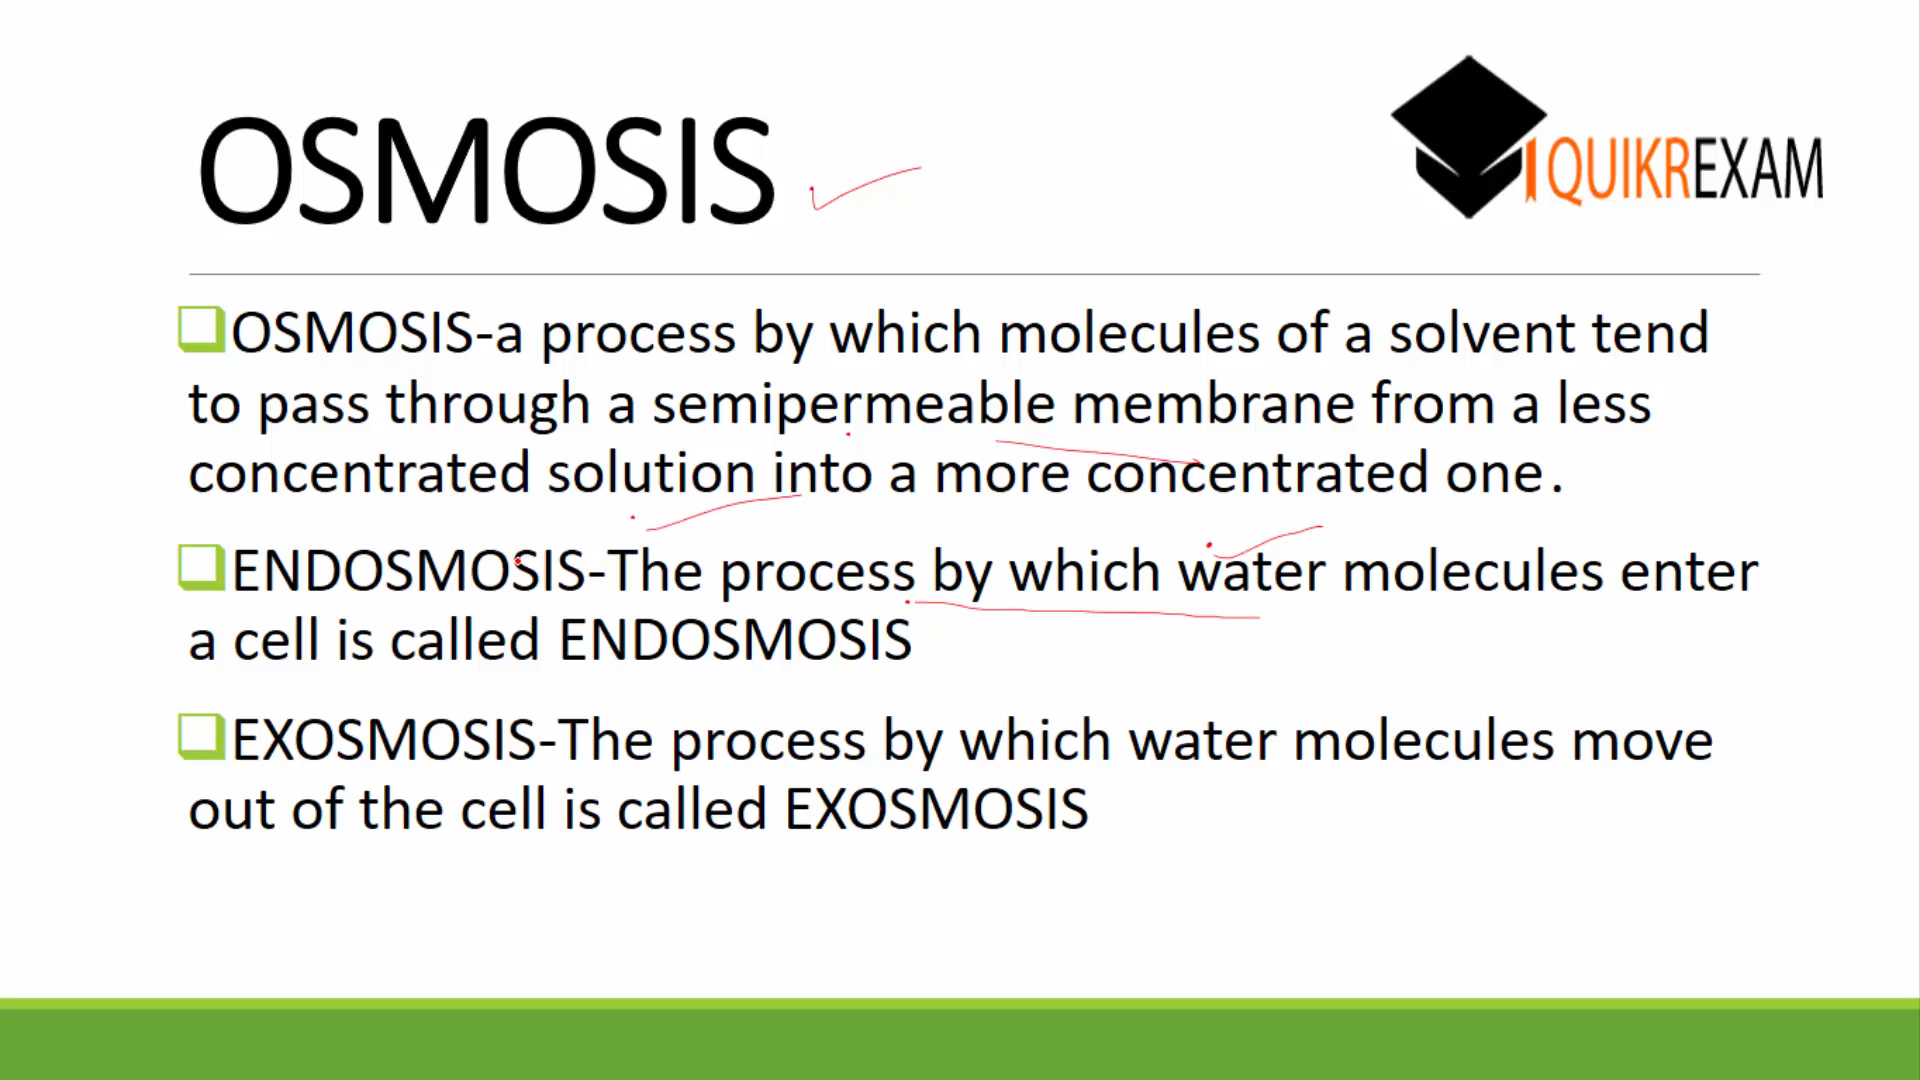 OSMOSIS
QUIKREXAM
OSMOSIS-a process by which molecules of a solvent tend
to pass through a semipermeable membrane from a less
concentrated solution into a more concentrated one.
ENDOSMOSIS-The process by which water molecules enter
a cell is called ENDOSMOSIS
EXOSMOSIS-The process by which water molecules move
out of the cell is called EXOSMOSIS